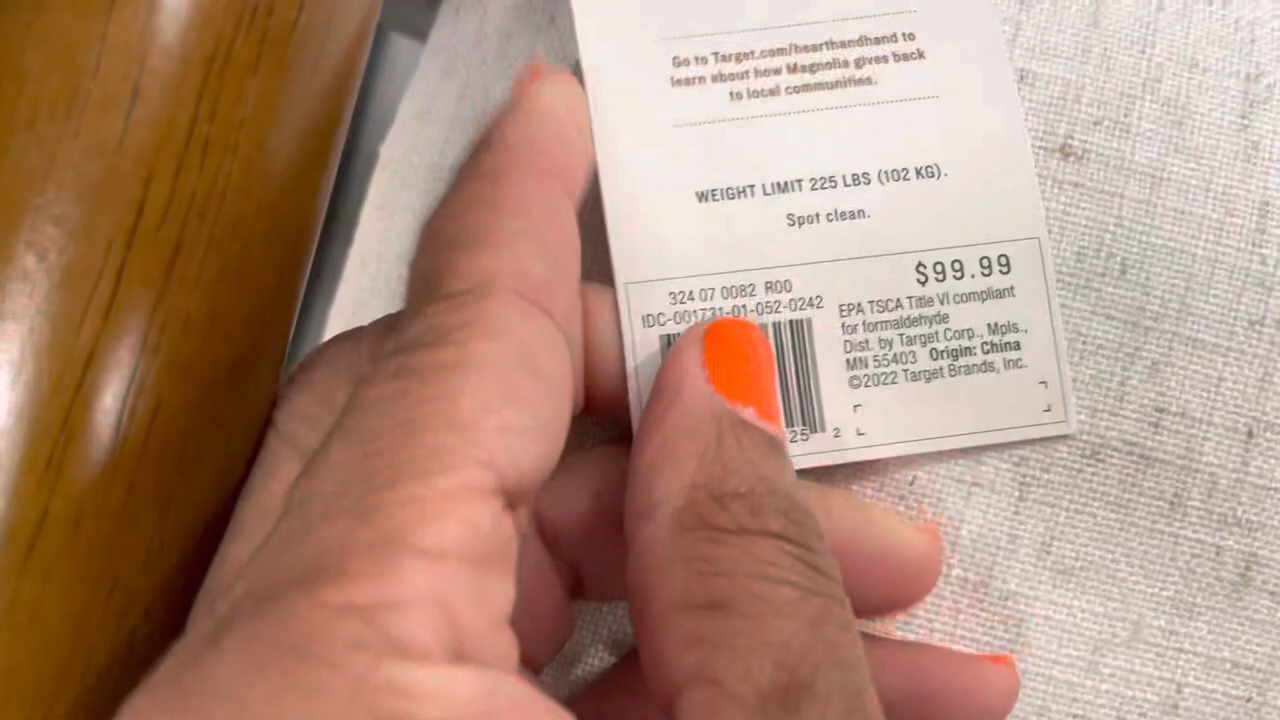 Go to Target.com/hearthandhand to
learn about how Magnolia gives back
to local communities.
WEIGHT LIMIT 225 LBS (102 KG).
Spot clean.
$99.99
324 07 0082 R00
IDC-001731-01-052-0242
EPA TSCA Title VI compliant
for formaldehyde
Dist. by Target Corp., Mpls.,
MN 55403 Origin: China
©2022 Target Brands, Inc.
25 2